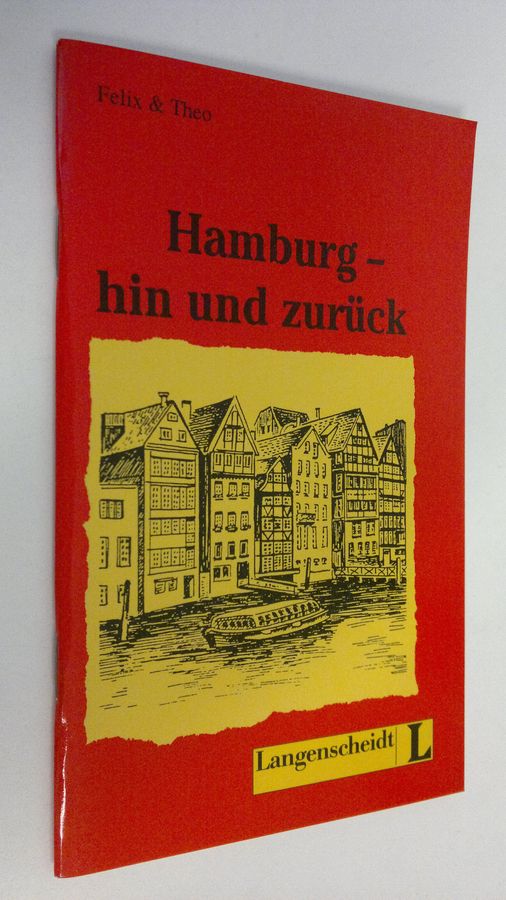 Felix & Theo
Hamburg –
hin und zurück
Langenscheidt L